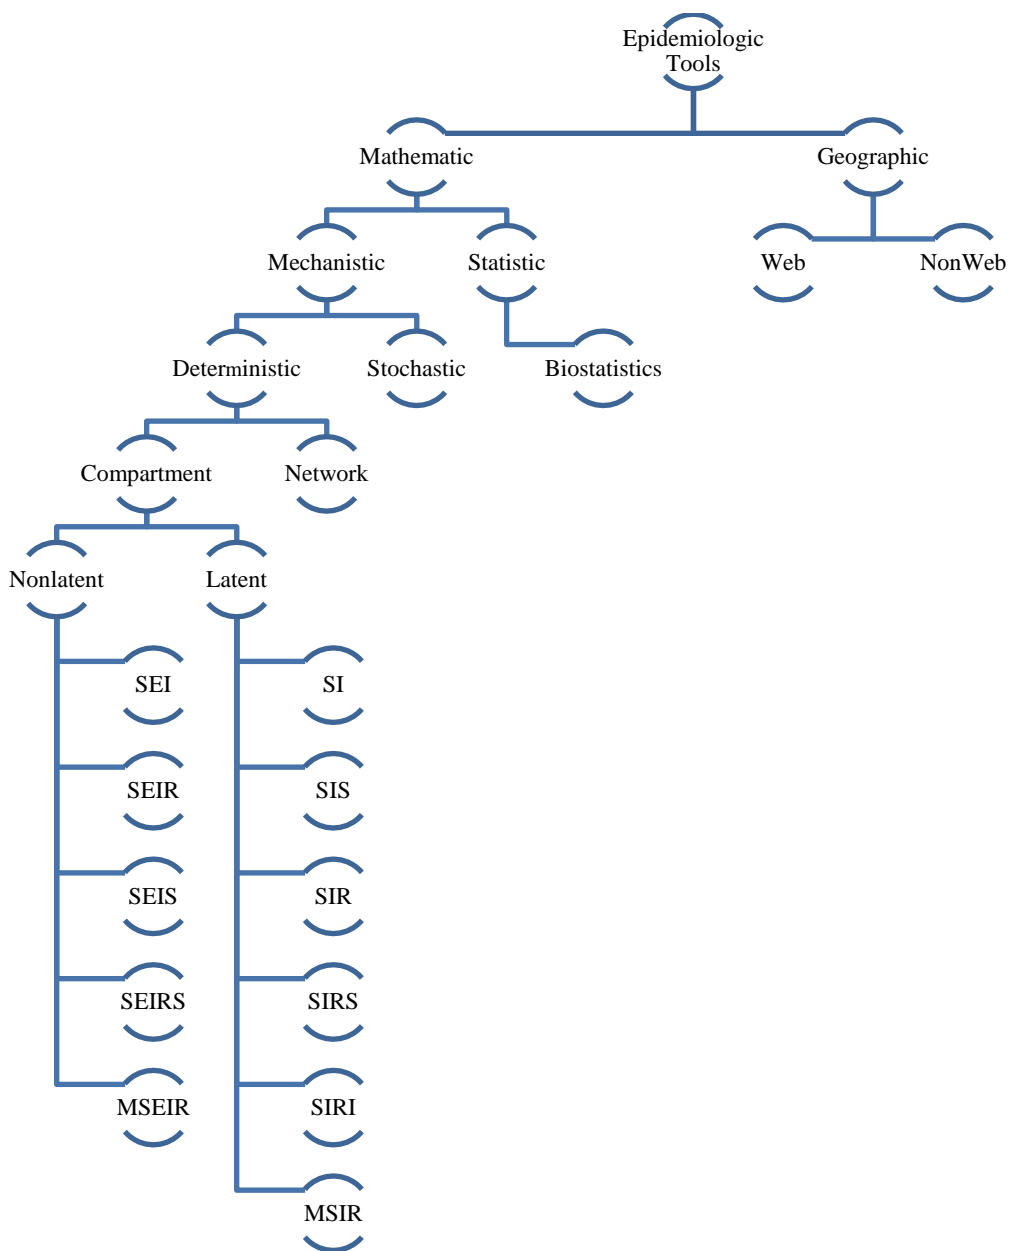 Epidemiologic
Tools
Mathematic
Geographic
Mechanistic
Statistic
Web
NonWeb
Deterministic
Stochastic
Biostatistics
Compartment
Network
Nonlatent
Latent
SEI
SI
SEIR
SIS
SEIS
SIR
SEIRS
SIRS
MSEIR
SIRI
MSIR